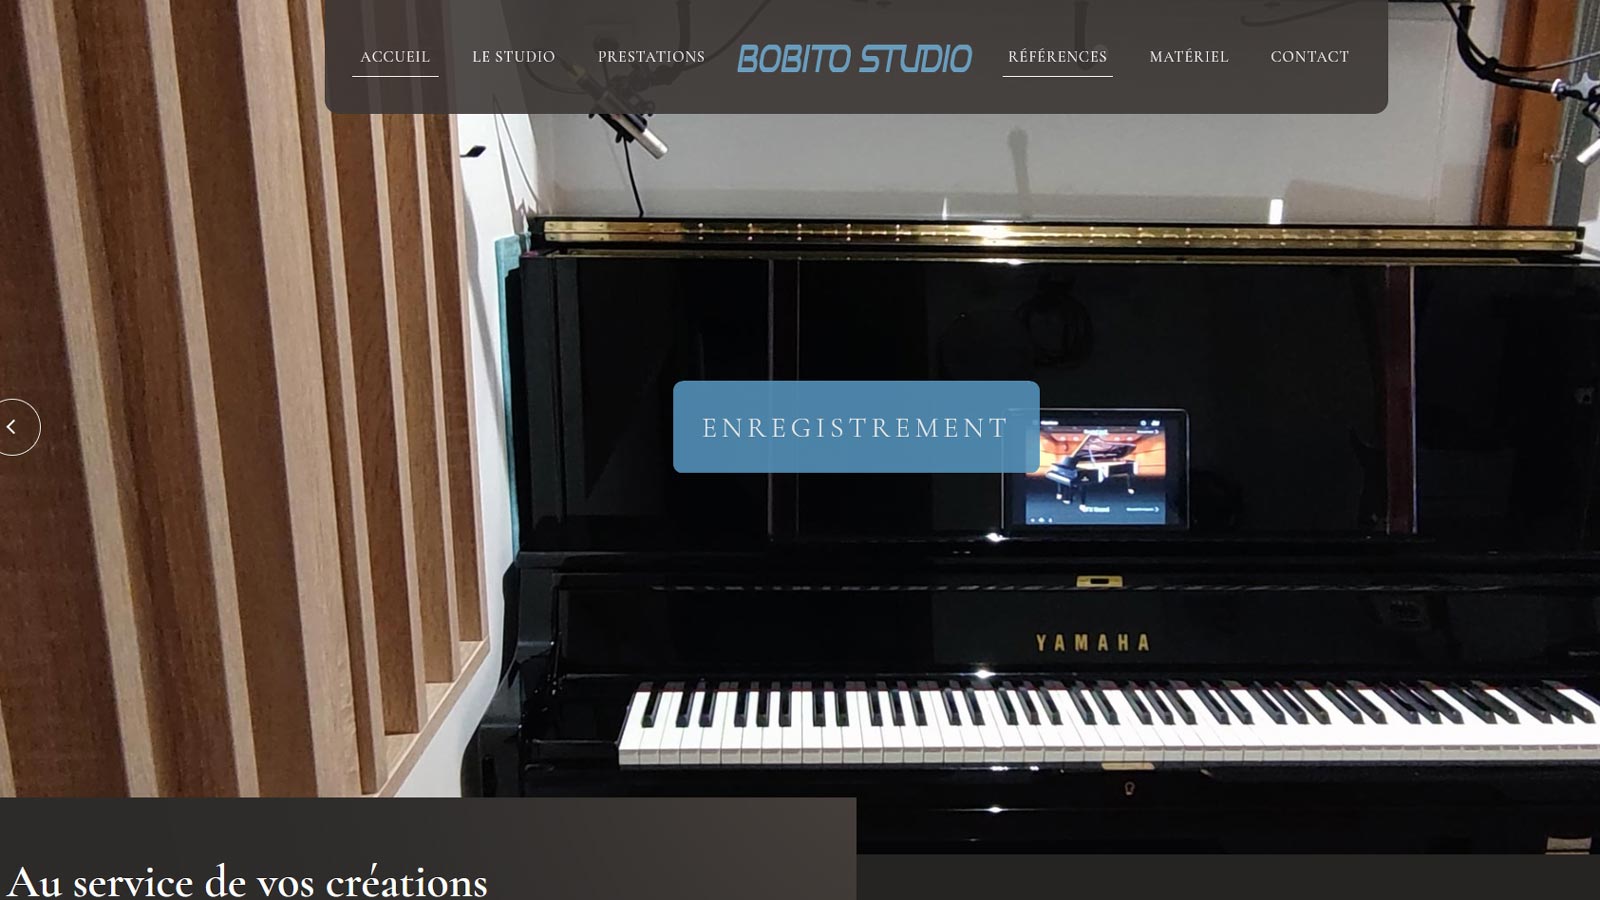 ACCUEIL LE STUDIO PRESTATIONS BOBITO STUDIO RÉFÉRENCES MATÉRIEL CONTACT
ENREGISTREMENT
YAMAHA
Au service de vos créations